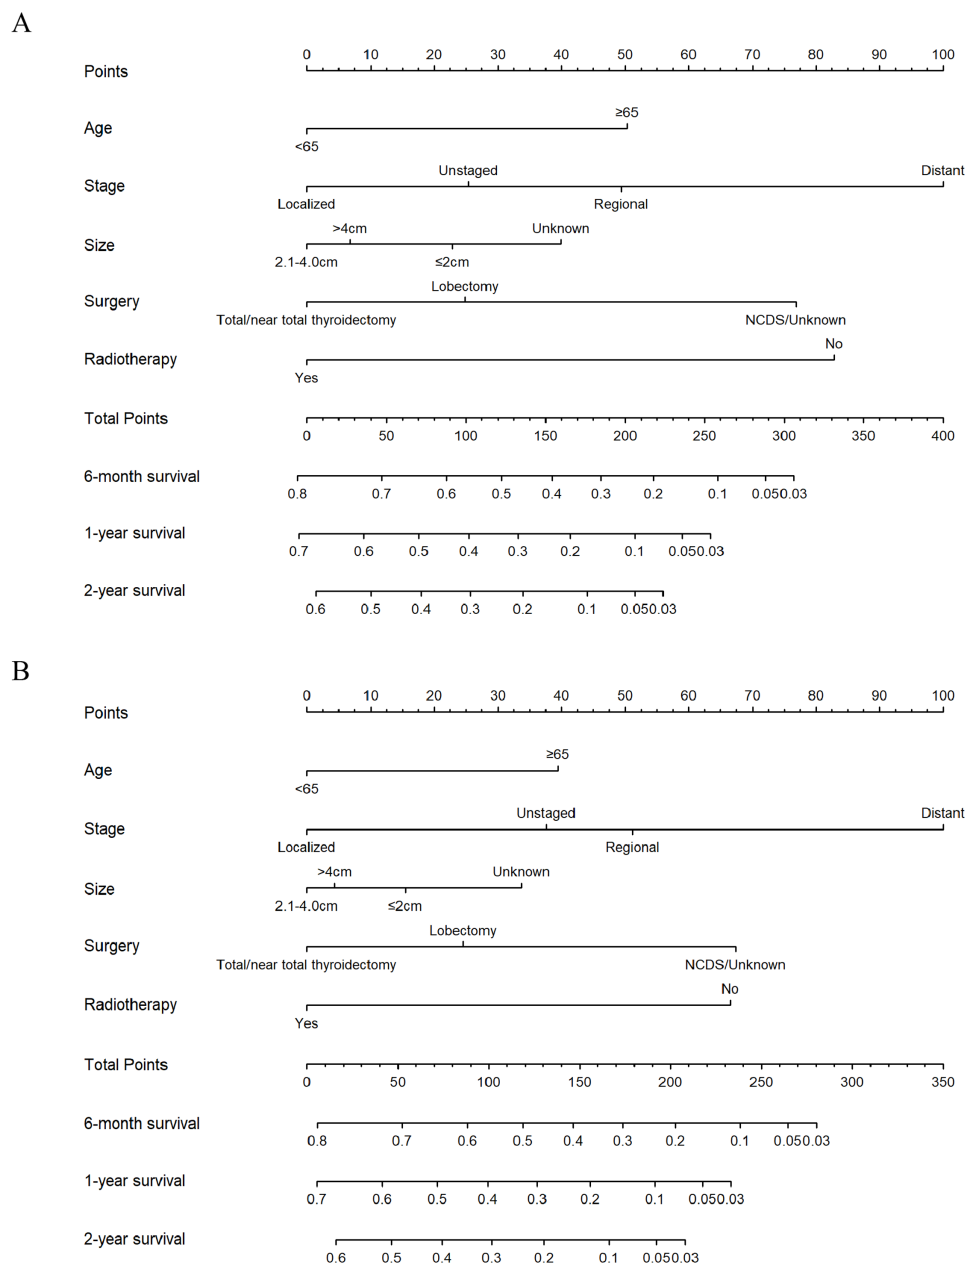 A
Points 0 10 20 30 40 50 60 70 80 90 100
Age <65 ≥65
Stage Localized Unstaged Regional Distant
Size 2.1-4.0cm >4cm ≤2cm Unknown
Surgery Total/near total thyroidectomy Lobectomy NCDS/Unknown
Radiotherapy Yes No
Total Points 0 50 100 150 200 250 300 350 400
6-month survival 0.8 0.7 0.6 0.5 0.4 0.3 0.2 0.1 0.05 0.03
1-year survival 0.7 0.6 0.5 0.4 0.3 0.2 0.1 0.05 0.03
2-year survival 0.6 0.5 0.4 0.3 0.2 0.1 0.05 0.03
B
Points 0 10 20 30 40 50 60 70 80 90 100
Age <65 ≥65
Stage Localized Unstaged Regional Distant
Size 2.1-4.0cm >4cm ≤2cm Unknown
Surgery Total/near total thyroidectomy Lobectomy NCDS/Unknown
Radiotherapy Yes No
Total Points 0 50 100 150 200 250 300 350
6-month survival 0.8 0.7 0.6 0.5 0.4 0.3 0.2 0.1 0.05 0.03
1-year survival 0.7 0.6 0.5 0.4 0.3 0.2 0.1 0.05 0.03
2-year survival 0.6 0.5 0.4 0.3 0.2 0.1 0.05 0.03